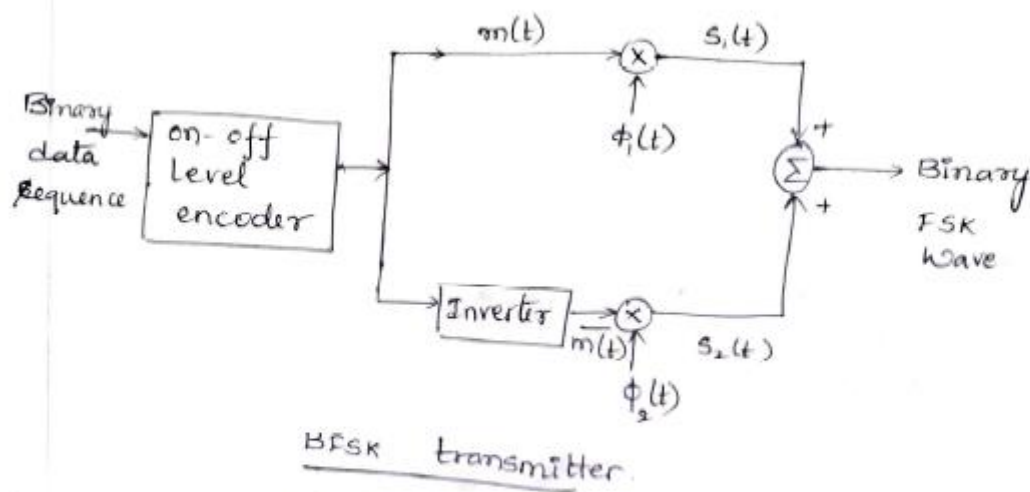 m(t)
S₁(t)
Binary
data
sequence
on-off
level
encoder
×
ϕ₁(t)
+
Σ
+
Binary
FSK
wave
Inverter
m̅(̅t̅)̅
×
S₂(t)
ϕ₂(t)
BFSK transmitter